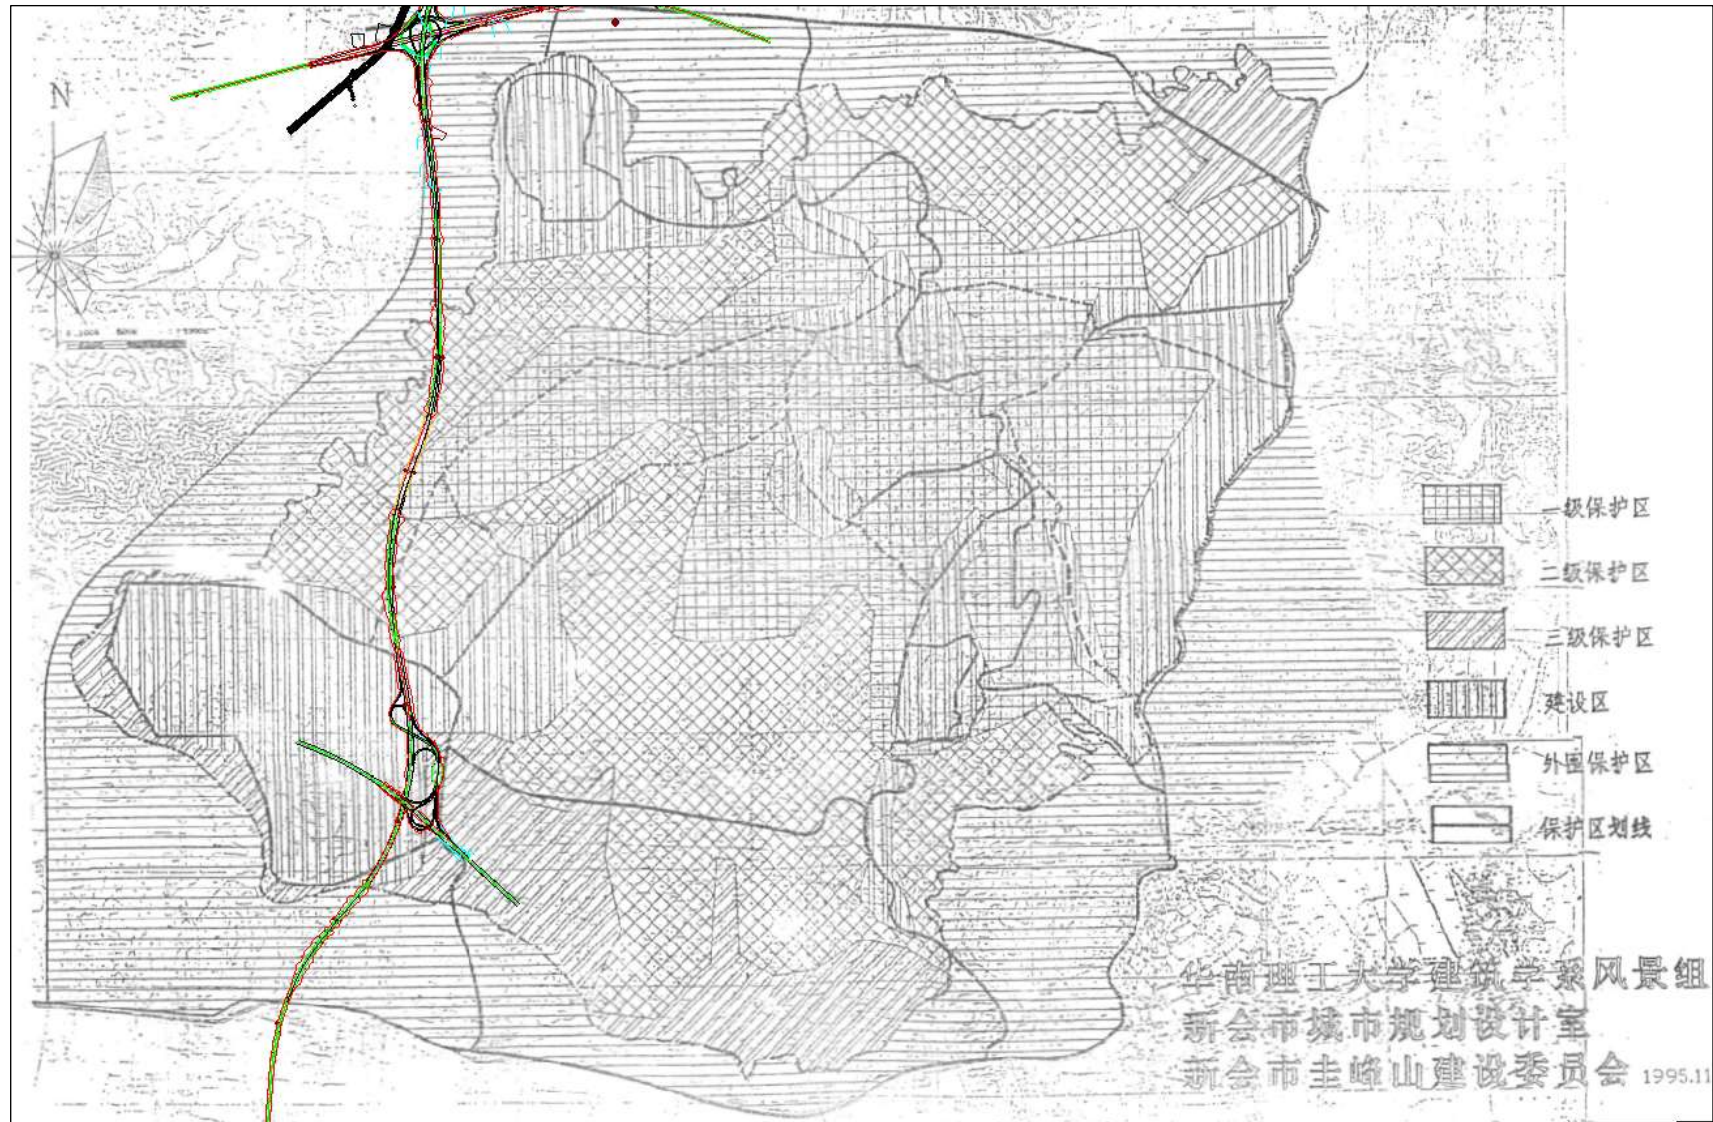 N
一级保护区
二级保护区
三级保护区
建设区
外围保护区
保护区划线
华南理工大学建筑学系风景组
新会市城市规划设计室
新会市圭峰山建设委员会 1995.11